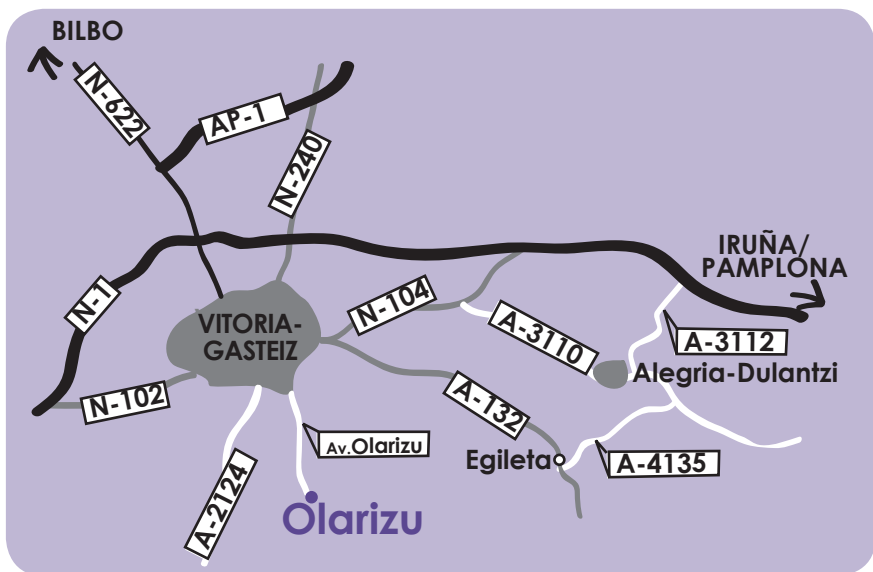 BILBO
N-622
AP-1
N-240
IRUÑA/
PAMPLONA
N-1
N-104
VITORIA-
GASTEIZ
A-3110
A-3112
Alegria-Dulantzi
N-102
A-132
Av.Olarizu
Egileta
A-4135
A-2124
Olarizu